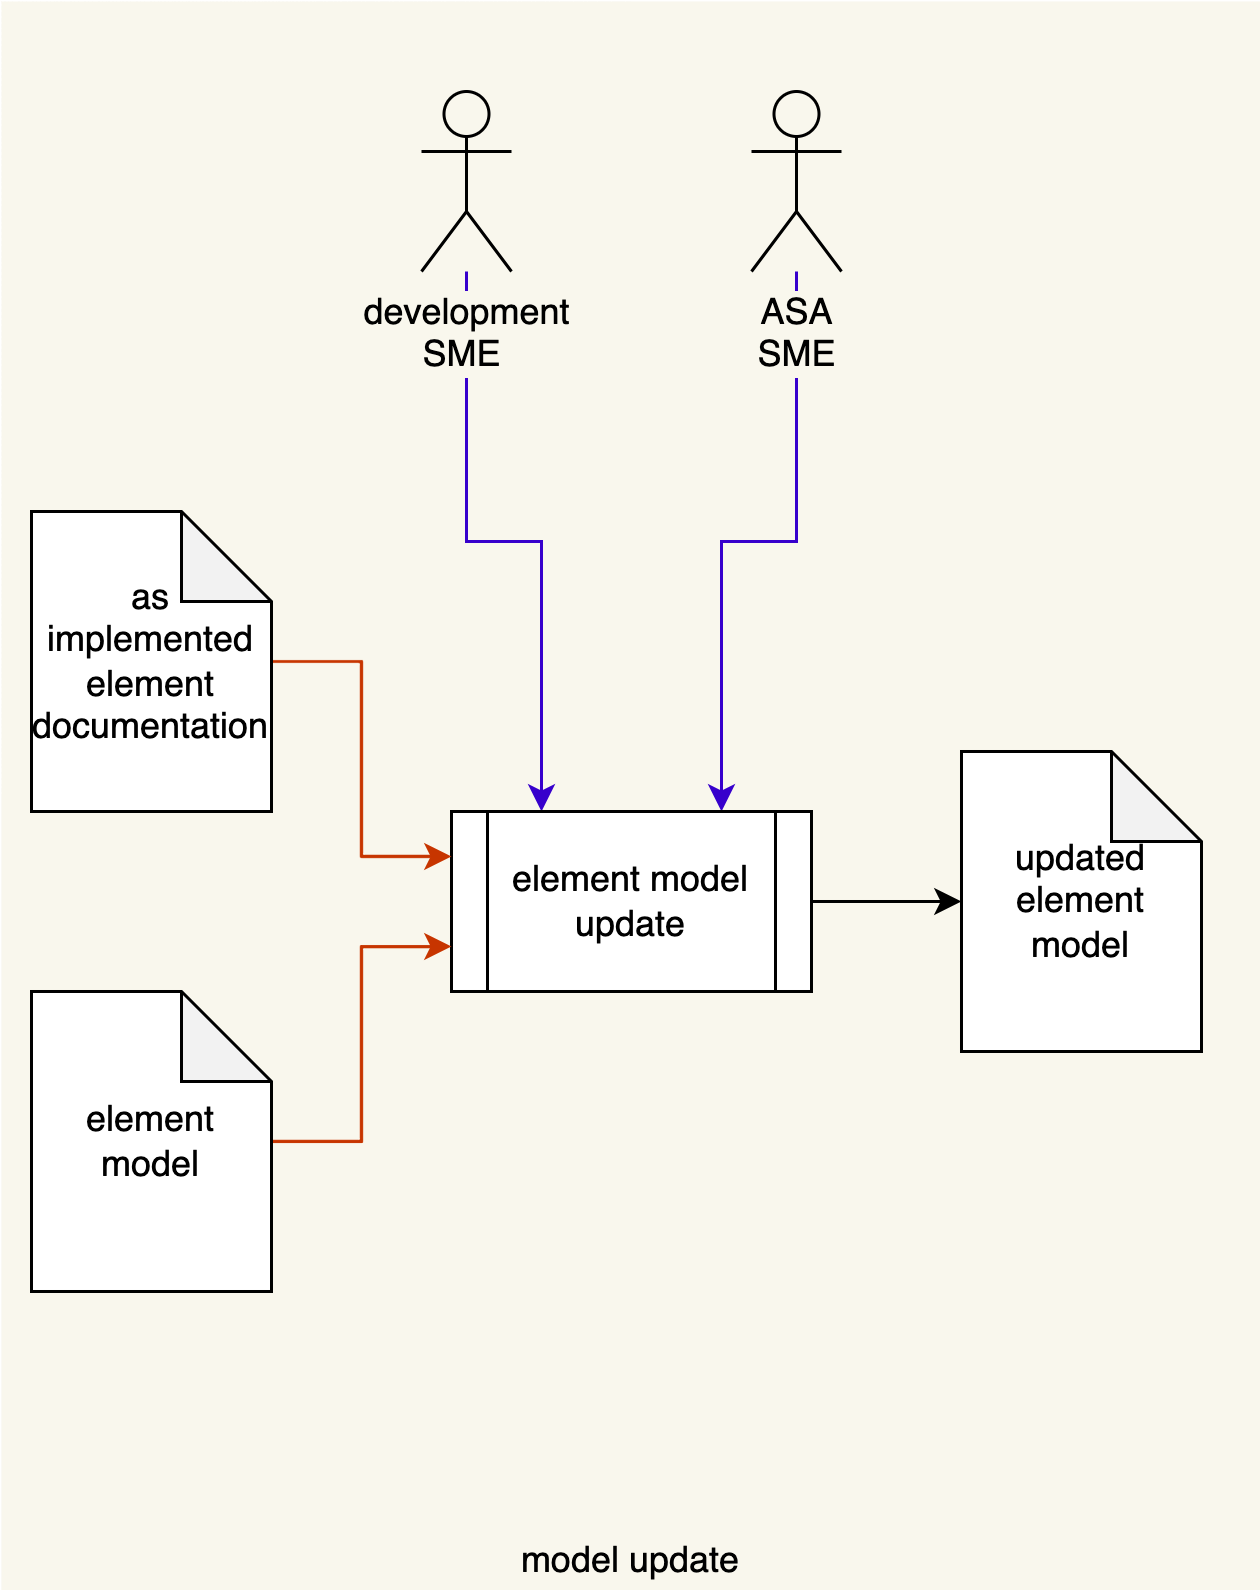 development
SME
ASA
SME
as
implemented
element
documentation
element model
update
updated
element
model
element
model
model update